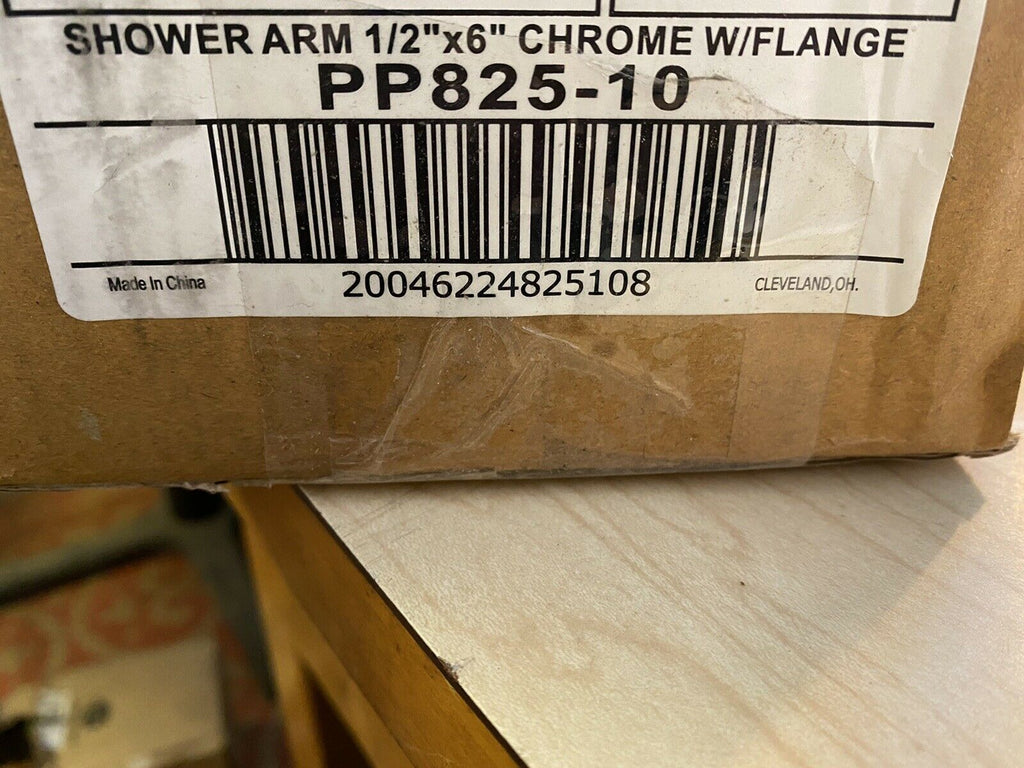 SHOWER ARM 1/2"x6" CHROME W/FLANGE
PP825-10
Made In China 20046224825108 CLEVELAND,OH.